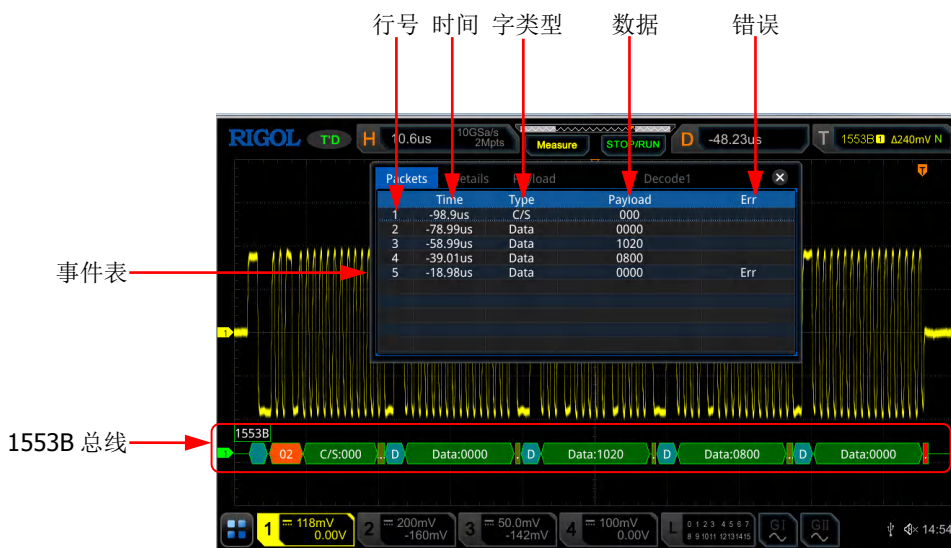 行号 时间 字类型 数据 错误
RIGOL T'D H 10.6us 10GSa/s 2Mpts Measure STOP/RUN D -48.23us T 1553B 1 Δ240mV N
Packets Details Payload Decode1
Time Type Payload Err
1 -98.9us C/S 000
2 -78.99us Data 0000
3 -58.99us Data 1020
4 -39.01us Data 0800
5 -18.98us Data 0000 Err
事件表
1553B 总线
1553B
02 C/S:000 D Data:0000 D Data:1020 D Data:0800 D Data:0000
1 118mV 0.00V 2 200mV -160mV 3 50.0mV -142mV 4 100mV 0.00V L 0 1 2 3 4 5 6 7 8 9 10 11 12 13 14 15 GI GII 14:54